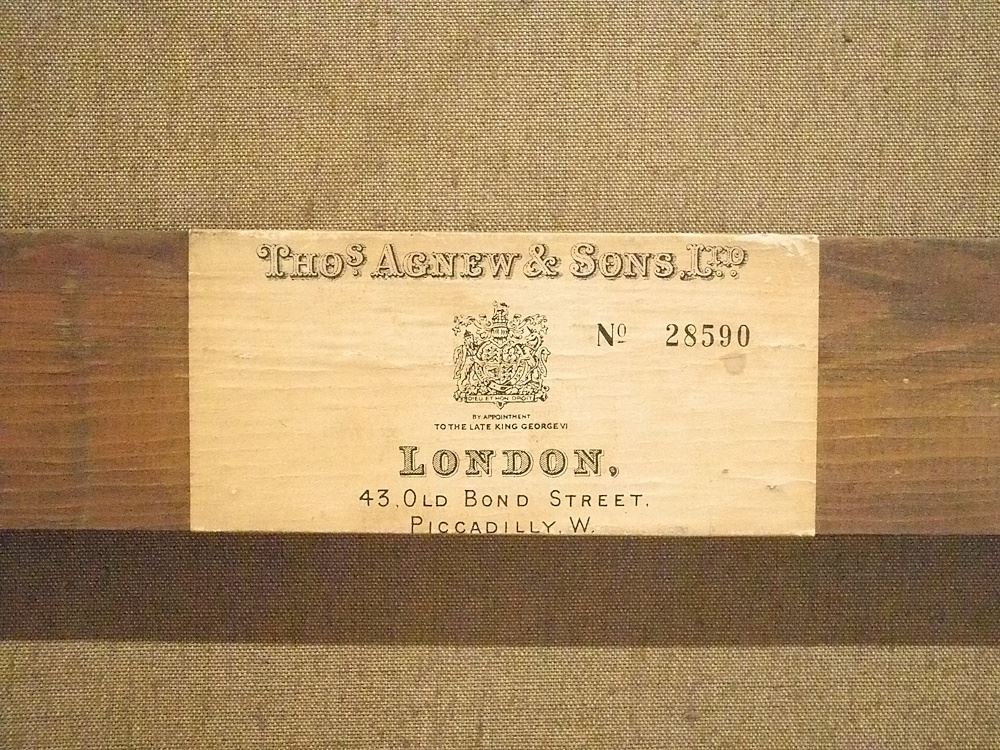 THOS AGNEW & SONS, LTD
No 28590
DIEU ET MON DROIT
BY APPOINTMENT
TO THE LATE KING GEORGE VI
LONDON,
43, OLD BOND STREET,
PICCADILLY, W.